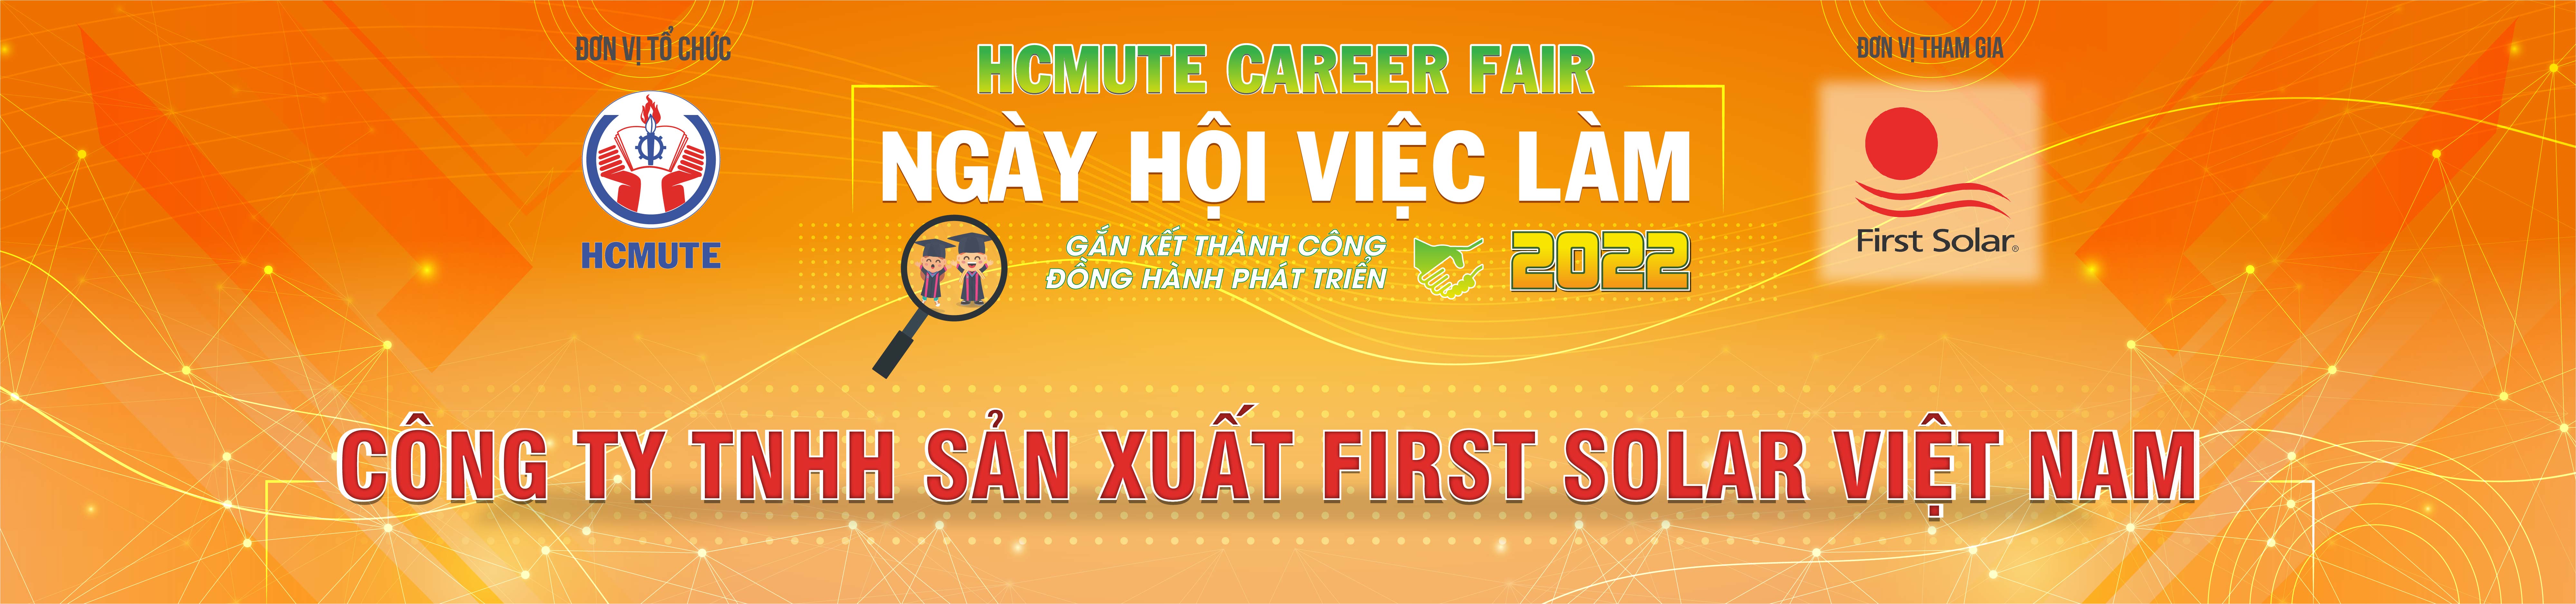 ĐƠN VỊ TỔ CHỨC
HCMUTE
HCMUTE CAREER FAIR
NGÀY HỘI VIỆC LÀM
GẮN KẾT THÀNH CÔNG
ĐỒNG HÀNH PHÁT TRIỂN
2022
ĐƠN VỊ THAM GIA
First Solar®
CÔNG TY TNHH SẢN XUẤT FIRST SOLAR VIỆT NAM